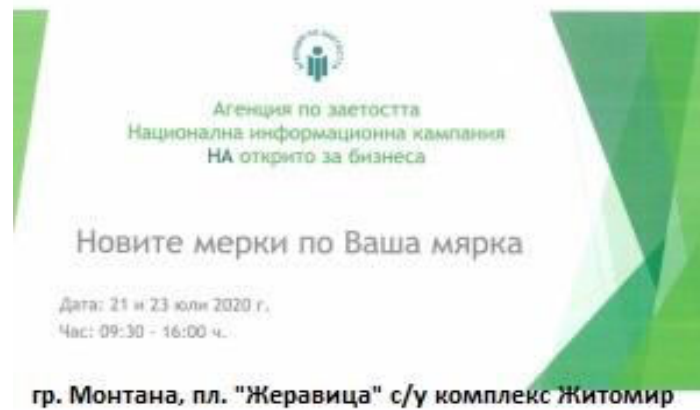 Агенция по заетостта
Национална информационна кампания
НА открито за бизнеса
Новите мерки по Ваша мярка
Дата: 21 и 23 юли 2020 г.
Час: 09:30 - 16:00 ч.
гр. Монтана, пл. "Жеравица" с/у комплекс Житомир